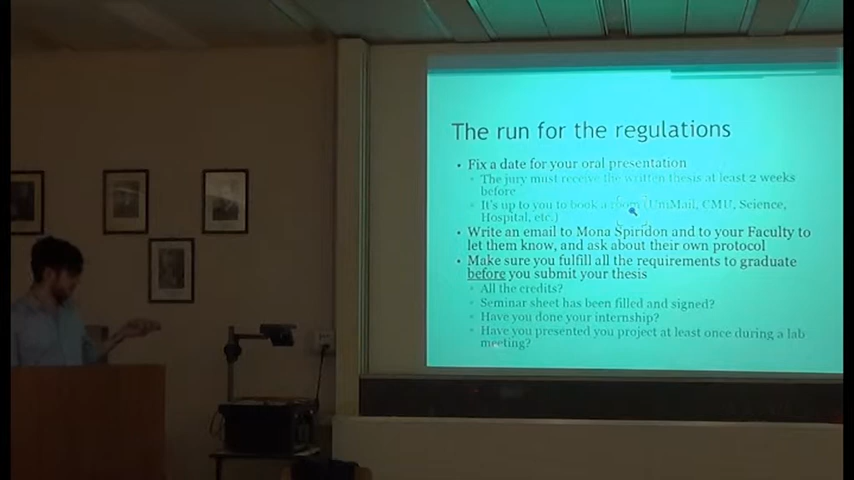 The run for the regulations
• Fix a date for your oral presentation
▫ The jury must receive the written thesis at least 2 weeks
before
▫ It's up to you to book a room (UniMail, CMU, Science,
Hospital, etc.)
• Write an email to Mona Spiridon and to your Faculty to
let them know, and ask about their own protocol
• Make sure you fulfill all the requirements to graduate
before you submit your thesis
▫ All the credits?
▫ Seminar sheet has been filled and signed?
▫ Have you done your internship?
▫ Have you presented you project at least once during a lab
meeting?